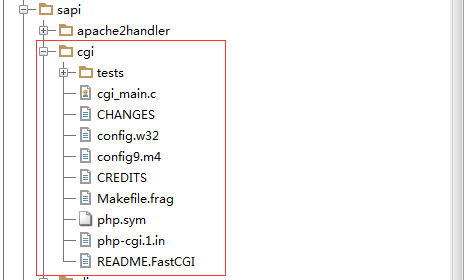 sapi
apache2handler
cgi
tests
cgi_main.c
CHANGES
config.w32
config9.m4
CREDITS
Makefile.frag
php.sym
php-cgi.1.in
README.FastCGI